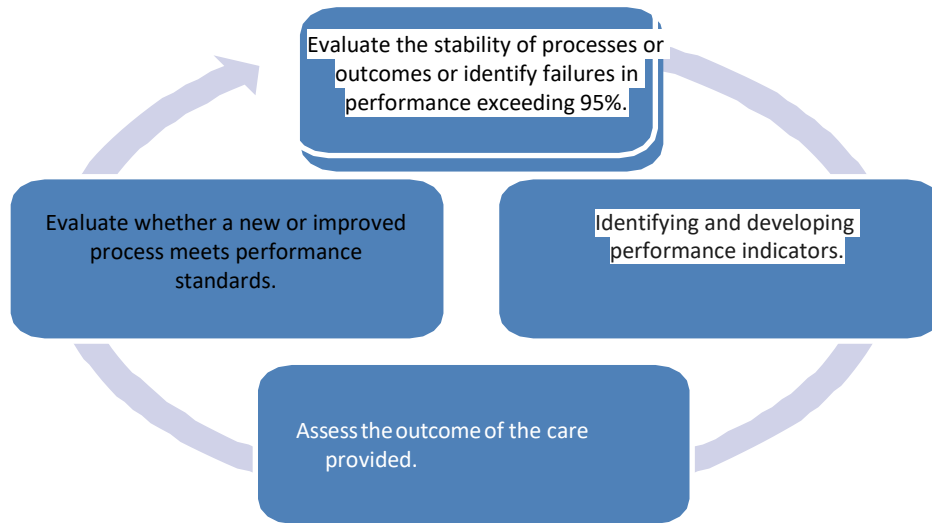 Evaluate the stability of processes or
outcomes or identify failures in
performance exceeding 95%.
Evaluate whether a new or improved
process meets performance
standards.
Identifying and developing
performance indicators.
Assess the outcome of the care
provided.